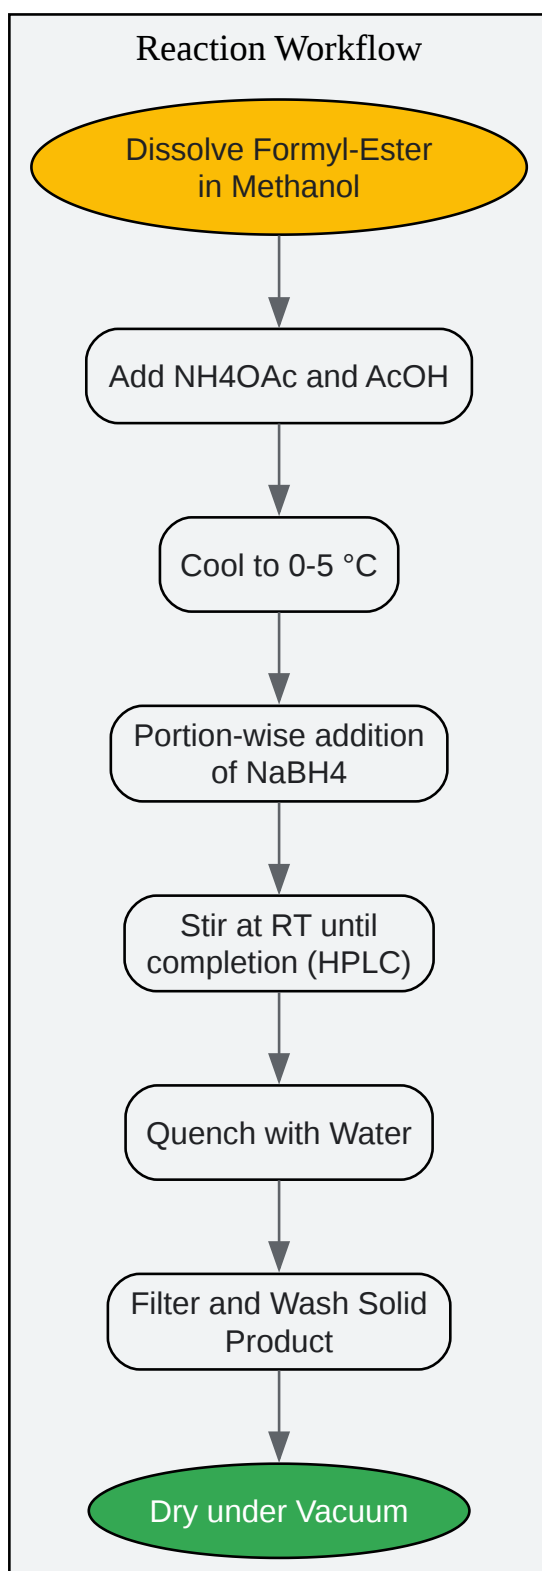 Reaction Workflow
Dissolve Formyl-Ester
in Methanol
Add NH4OAc and AcOH
Cool to 0-5 °C
Portion-wise addition
of NaBH4
Stir at RT until
completion (HPLC)
Quench with Water
Filter and Wash Solid
Product
Dry under Vacuum